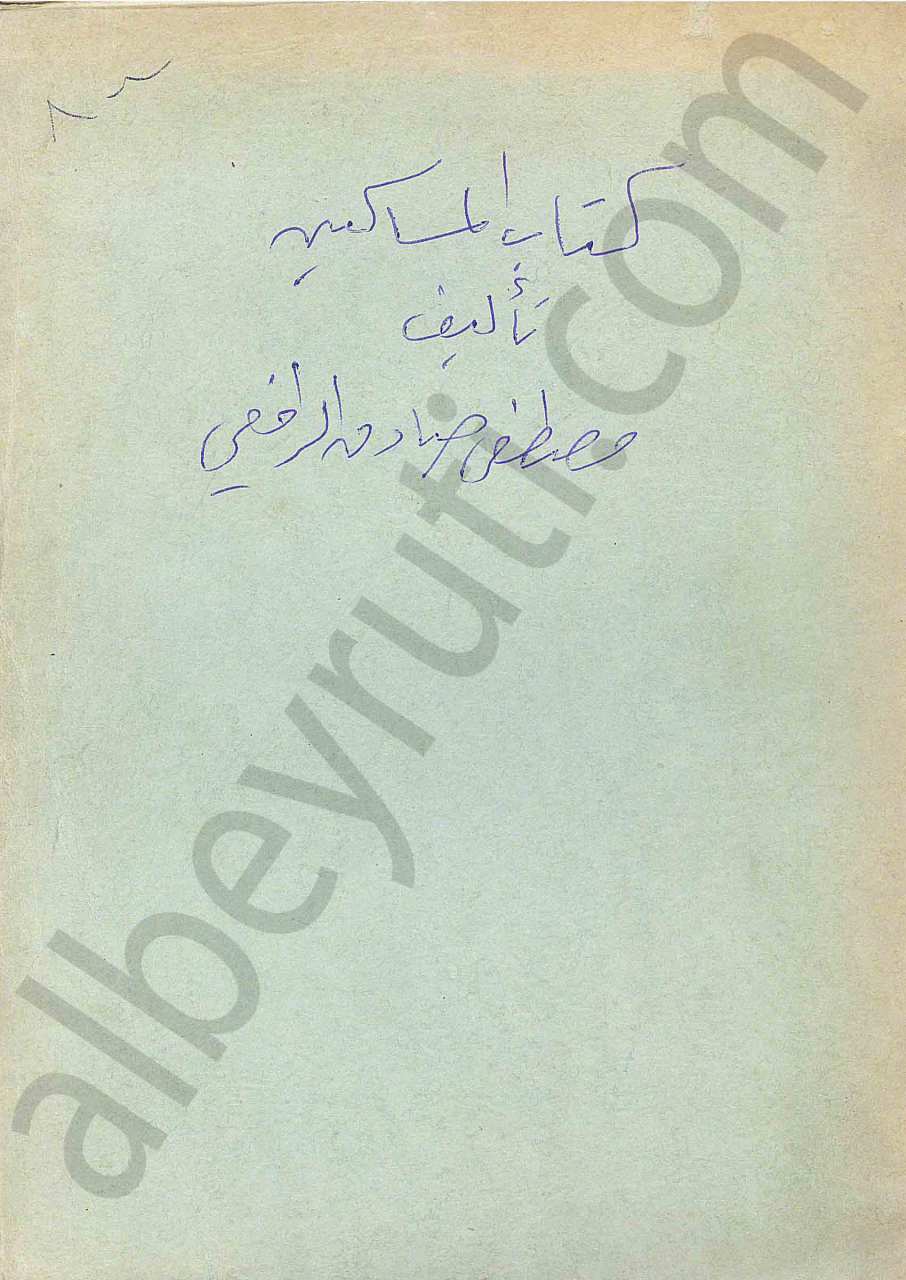 كتاب المساكين
تأليف
مصطفى صادق الرافعي
albeyruti.com